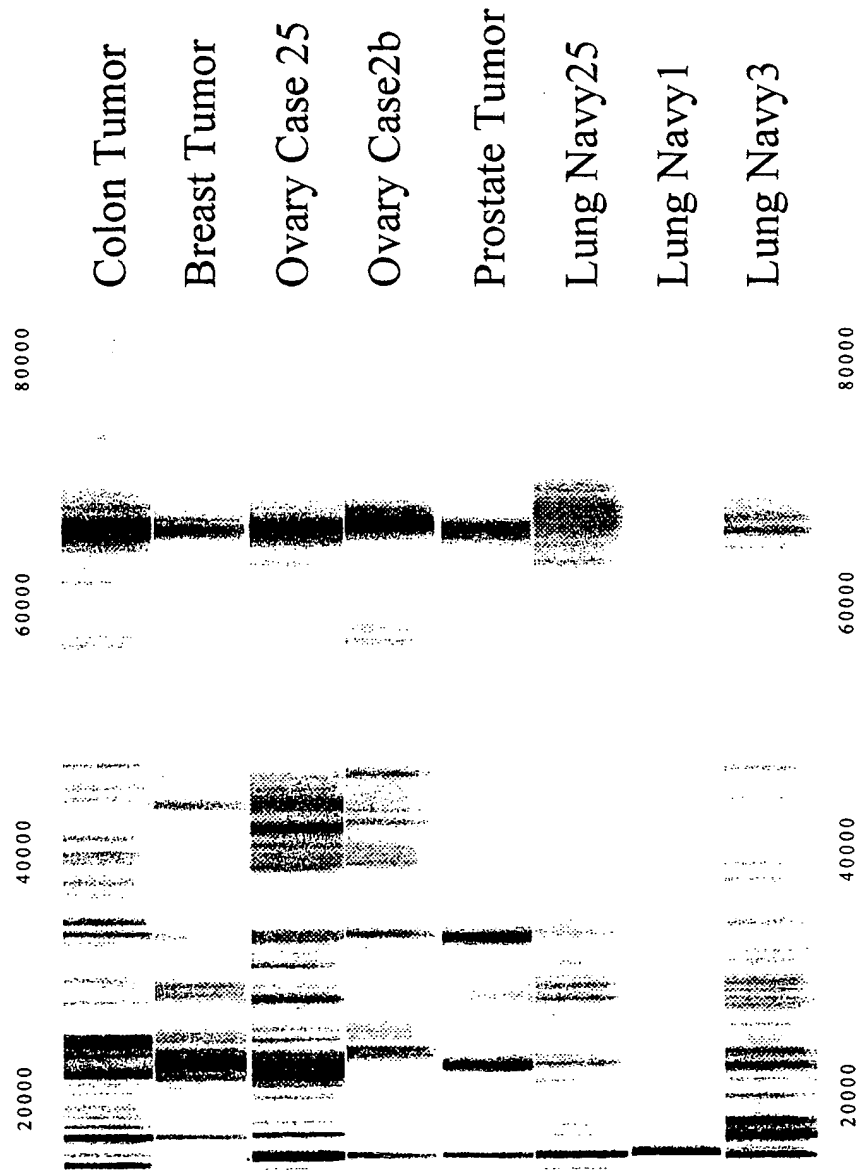 Colon Tumor
Breast Tumor
Ovary Case 25
Ovary Case2b
Prostate Tumor
Lung Navy25
Lung Navy1
Lung Navy3
80000
60000
40000
20000
80000
60000
40000
20000